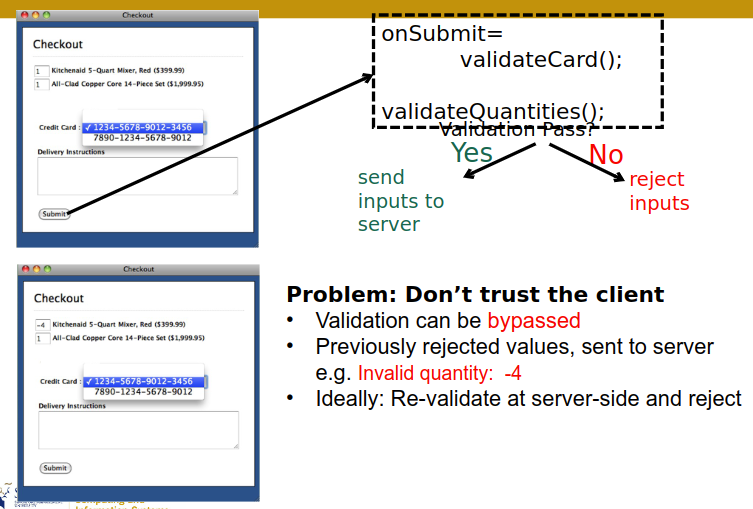 Checkout
Checkout
1 Kitchenaid 5-Quart Mixer, Red ($399.99)
1 All-Clad Copper Core 14-Piece Set ($1,999.95)
Credit Card : ✓ 1234-5678-9012-3456
7890-1234-5678-9012
Delivery Instructions
Submit
onSubmit=
validateCard();
validateQuantities();
Validation Pass?
Yes
No
send
inputs to
server
reject
inputs
Checkout
Checkout
-4 Kitchenaid 5-Quart Mixer, Red ($399.99)
1 All-Clad Copper Core 14-Piece Set ($1,999.95)
Credit Card : ✓ 1234-5678-9012-3456
7890-1234-5678-9012
Delivery Instructions
Submit
Problem: Don’t trust the client
• Validation can be bypassed
• Previously rejected values, sent to server
e.g. Invalid quantity: -4
• Ideally: Re-validate at server-side and reject